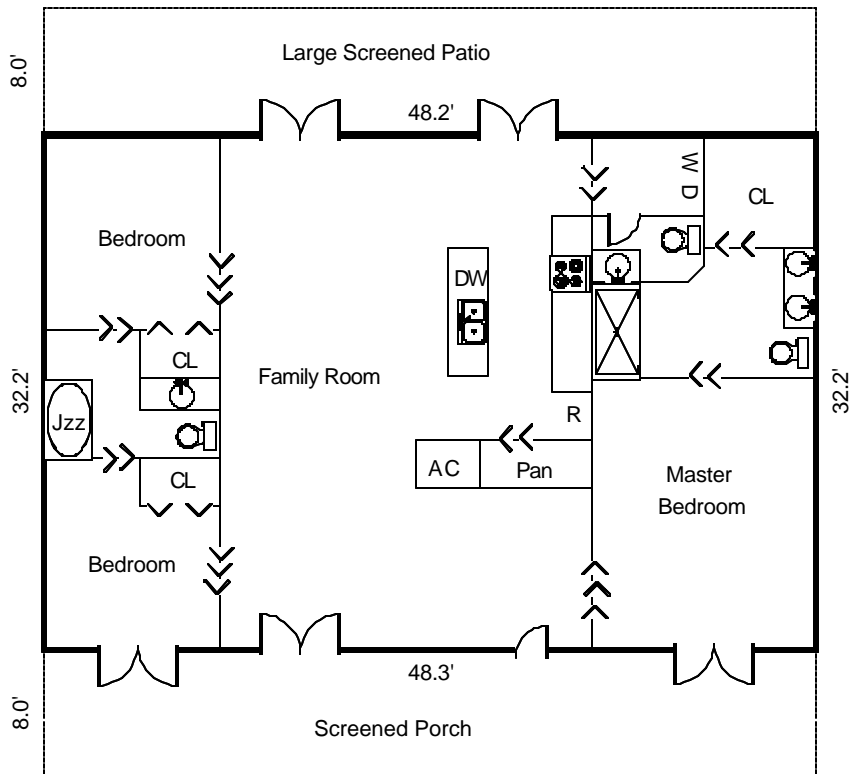 Large Screened Patio
8.0'
48.2'
W D
CL
Bedroom
DW
CL
Family Room
32.2'
32.2'
Jzz
R
CL
AC
Pan
Master
Bedroom
Bedroom
48.3'
8.0'
Screened Porch